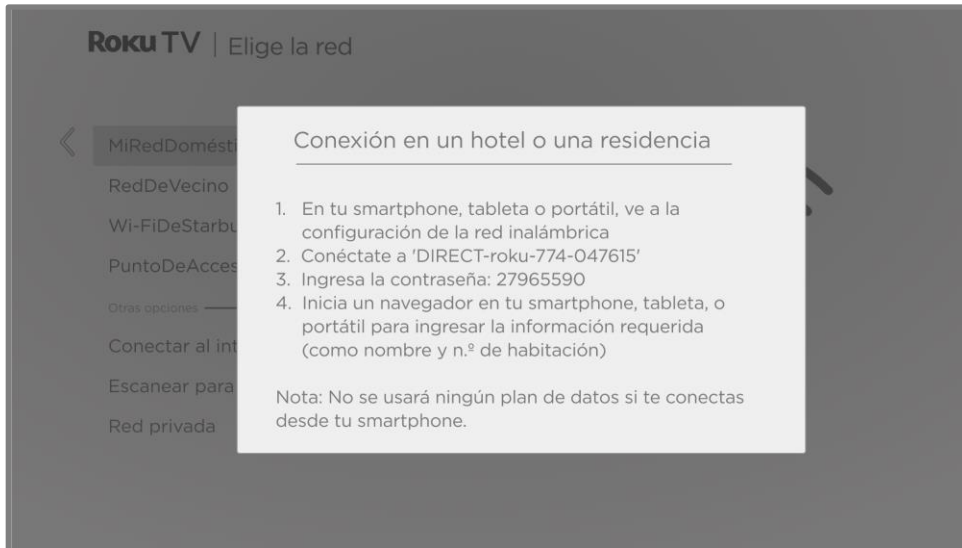 Roku TV | Elige la red
MiRedDomésti
RedDeVecino
Wi-FiDeStarbu
PuntoDeAcces
Otras opciones
Conectar al int
Escanear para
Red privada
Conexión en un hotel o una residencia
1. En tu smartphone, tableta o portátil, ve a la
configuración de la red inalámbrica
2. Conéctate a 'DIRECT-roku-774-047615'
3. Ingresa la contraseña: 27965590
4. Inicia un navegador en tu smartphone, tableta, o
portátil para ingresar la información requerida
(como nombre y n.º de habitación)
Nota: No se usará ningún plan de datos si te conectas
desde tu smartphone.